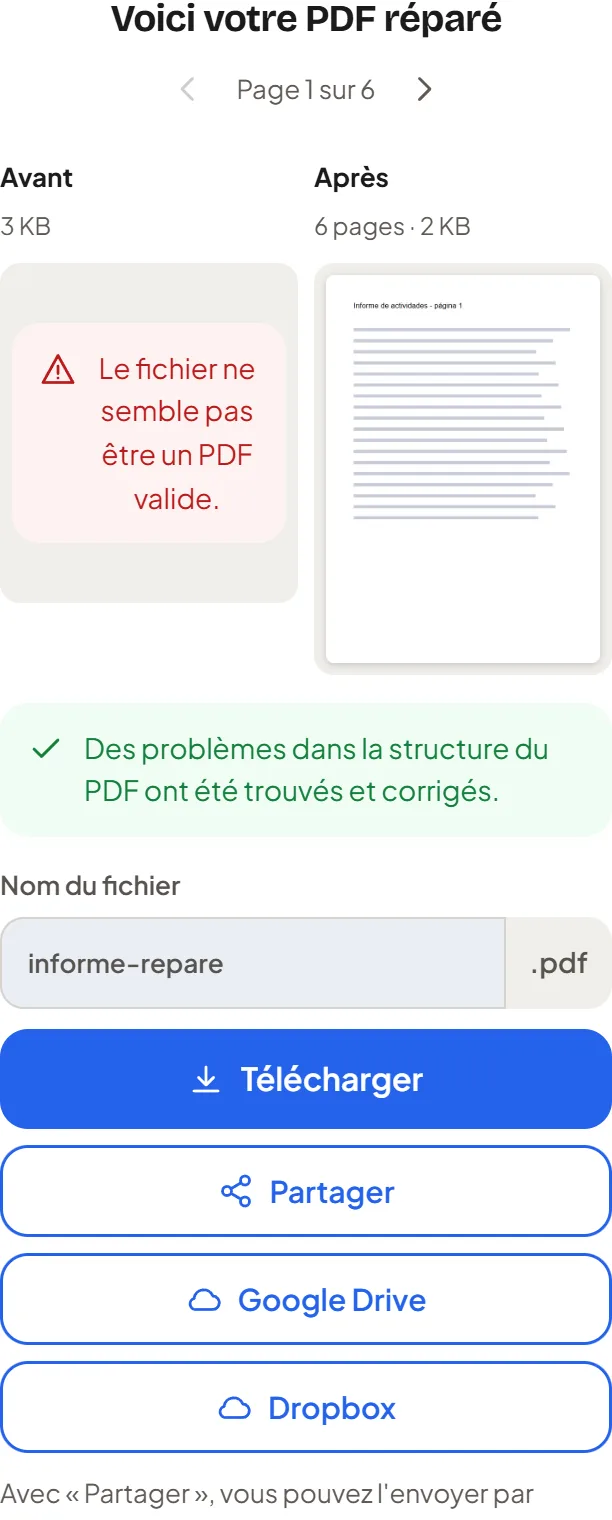 Voici votre PDF réparé
Page 1 sur 6
Avant
3 KB
Après
6 pages · 2 KB
Le fichier ne
semble pas
être un PDF
valide.
Informe de actividades - página 1
Des problèmes dans la structure du
PDF ont été trouvés et corrigés.
Nom du fichier
informe-repare
.pdf
Télécharger
Partager
Google Drive
Dropbox
Avec « Partager », vous pouvez l'envoyer par